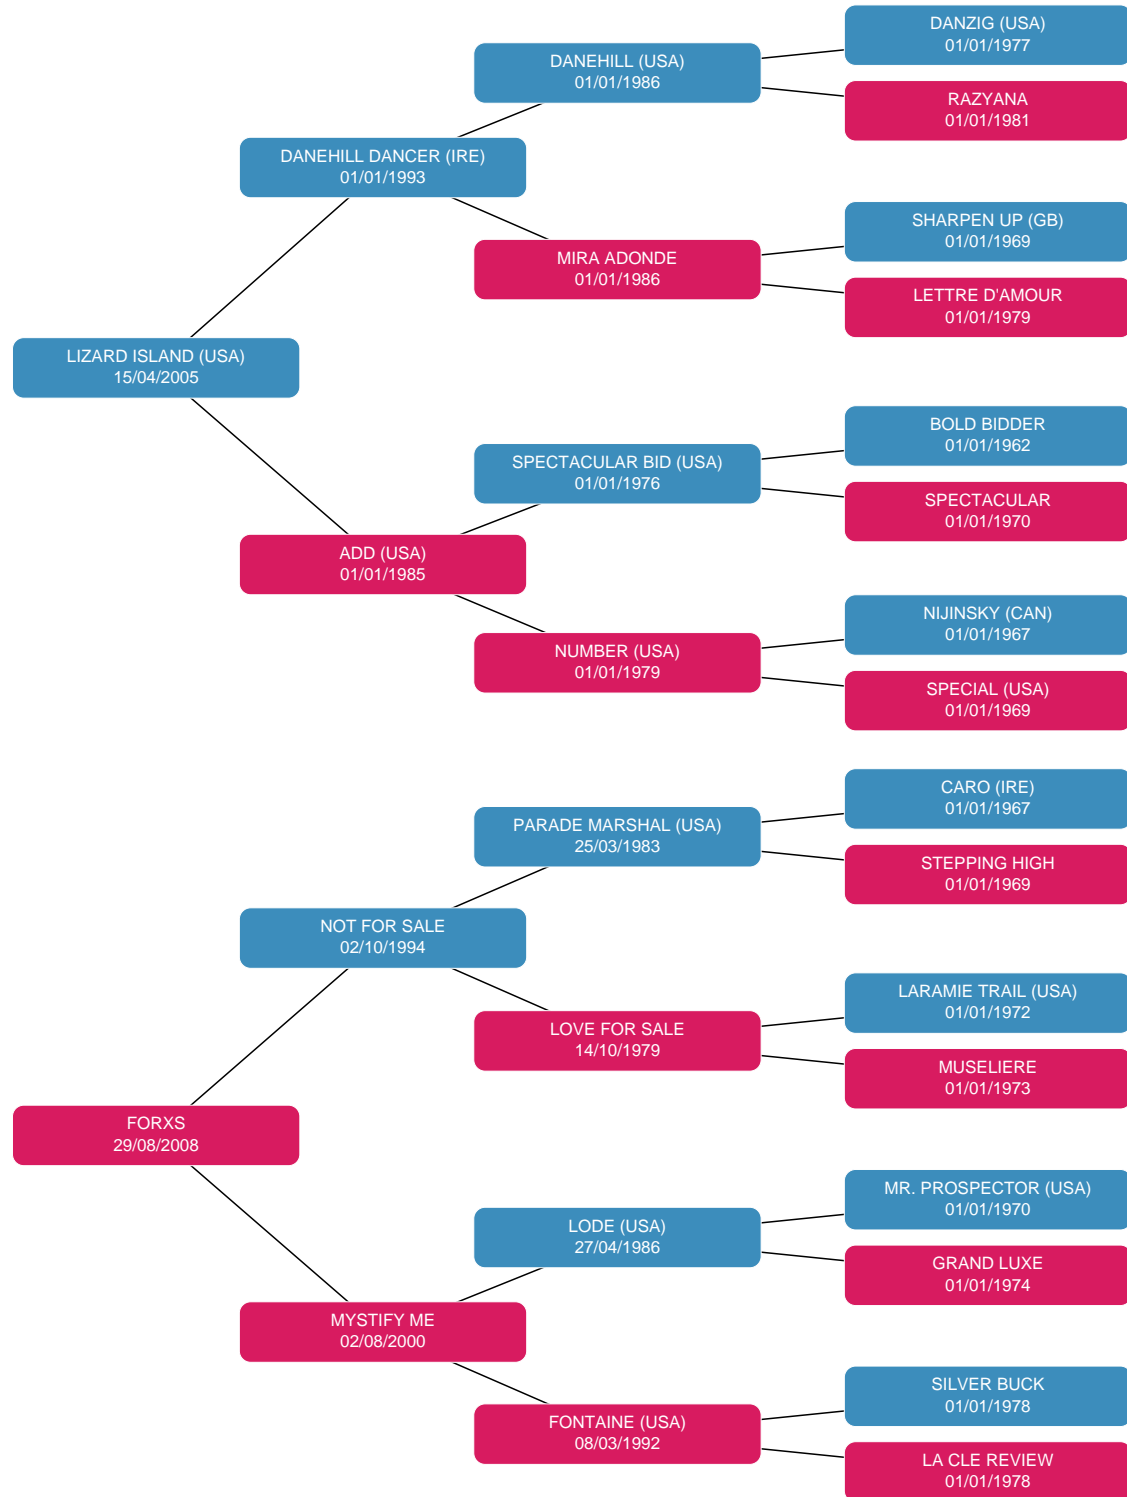 DANZIG (USA)
01/01/1977
DANEHILL (USA)
01/01/1986
RAZYANA
01/01/1981
DANEHILL DANCER (IRE)
01/01/1993
SHARPEN UP (GB)
01/01/1969
MIRA ADONDE
01/01/1986
LETTRE D'AMOUR
01/01/1979
LIZARD ISLAND (USA)
15/04/2005
BOLD BIDDER
01/01/1962
SPECTACULAR BID (USA)
01/01/1976
SPECTACULAR
01/01/1970
ADD (USA)
01/01/1985
NIJINSKY (CAN)
01/01/1967
NUMBER (USA)
01/01/1979
SPECIAL (USA)
01/01/1969
CARO (IRE)
01/01/1967
PARADE MARSHAL (USA)
25/03/1983
STEPPING HIGH
01/01/1969
NOT FOR SALE
02/10/1994
LARAMIE TRAIL (USA)
01/01/1972
LOVE FOR SALE
14/10/1979
MUSELIERE
01/01/1973
FORXS
29/08/2008
MR. PROSPECTOR (USA)
01/01/1970
LODE (USA)
27/04/1986
GRAND LUXE
01/01/1974
MYSTIFY ME
02/08/2000
SILVER BUCK
01/01/1978
FONTAINE (USA)
08/03/1992
LA CLE REVIEW
01/01/1978